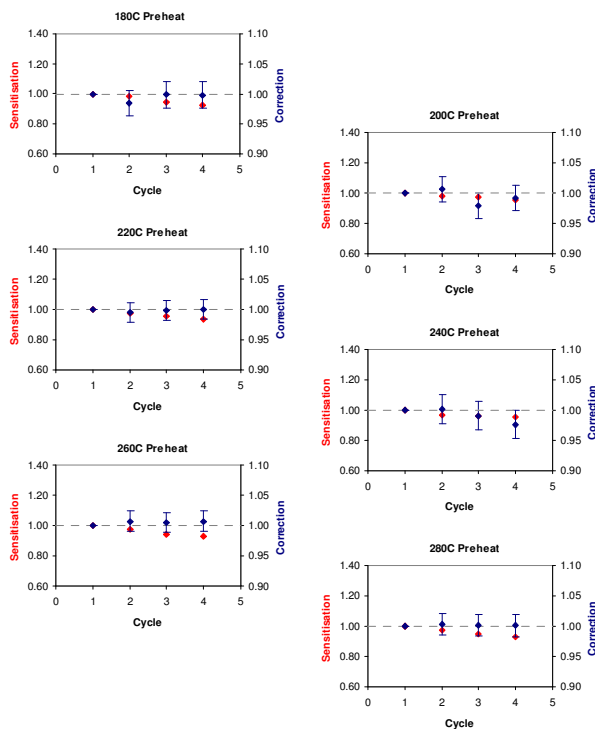 180C Preheat
1.40 1.10
1.20 1.05
1.00 1.00
0.80 0.95
0.60 0.90
0 1 2 3 4 5
Cycle
Sensitisation
Correction
200C Preheat
1.40 1.10
1.20 1.05
1.00 1.00
0.80 0.95
0.60 0.90
0 1 2 3 4 5
Cycle
Sensitisation
Correction
220C Preheat
1.40 1.10
1.20 1.05
1.00 1.00
0.80 0.95
0.60 0.90
0 1 2 3 4 5
Cycle
Sensitisation
Correction
240C Preheat
1.40 1.10
1.20 1.05
1.00 1.00
0.80 0.95
0.60 0.90
0 1 2 3 4 5
Cycle
Sensitisation
Correction
260C Preheat
1.40 1.10
1.20 1.05
1.00 1.00
0.80 0.95
0.60 0.90
0 1 2 3 4 5
Cycle
Sensitisation
Correction
280C Preheat
1.40 1.10
1.20 1.05
1.00 1.00
0.80 0.95
0.60 0.90
0 1 2 3 4 5
Cycle
Sensitisation
Correction